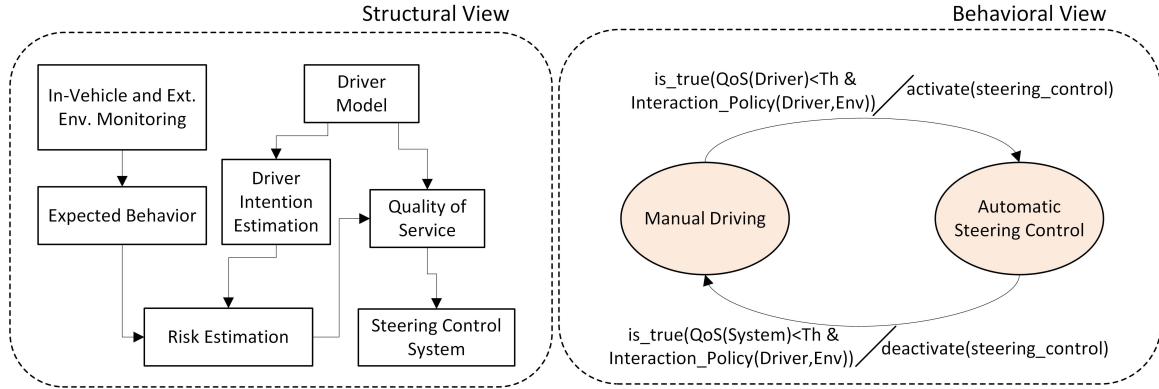 Structural View
In-Vehicle and Ext.
Env. Monitoring
Driver
Model
Driver
Intention
Estimation
Expected Behavior
Quality of
Service
Risk Estimation
Steering Control
System
Behavioral View
is_true(QoS(Driver)<Th &
Interaction_Policy(Driver,Env))
activate(steering_control)
Manual Driving
Automatic
Steering Control
is_true(QoS(System)<Th &
Interaction_Policy(Driver,Env))
deactivate(steering_control)